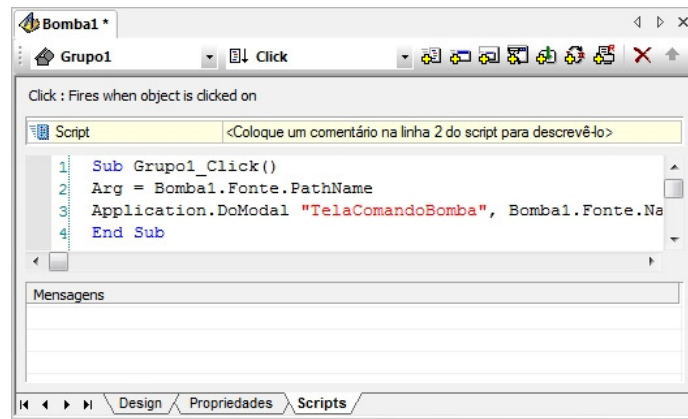 Bomba1 *
Grupo1 Click
Click : Fires when object is clicked on
Script <Coloque um comentário na linha 2 do script para descrevê-lo>
1 Sub Grupo1_Click()
2 Arg = Bomba1.Fonte.PathName
3 Application.DoModal "TelaComandoBomba", Bomba1.Fonte.Na
4 End Sub
Mensagens
Design Propriedades Scripts